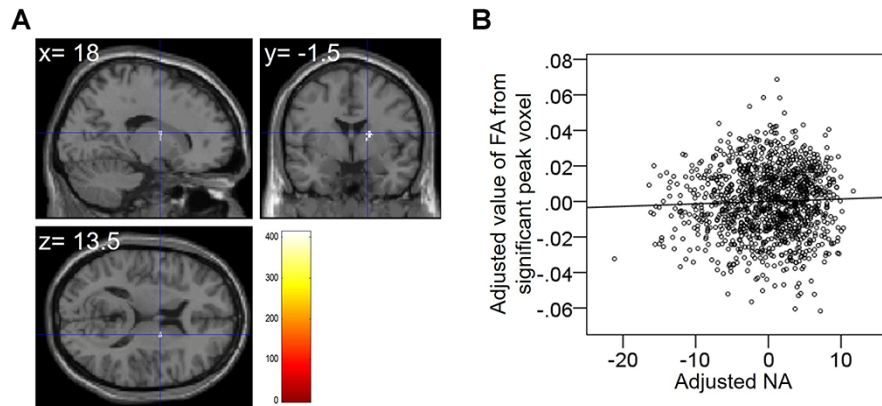 A
x= 18
y= -1.5
z= 13.5
400
300
200
100
0
B
Adjusted value of FA from
significant peak voxel
.08
.06
.04
.02
.00
-.02
-.04
-.06
-20
-10
0
10
Adjusted NA